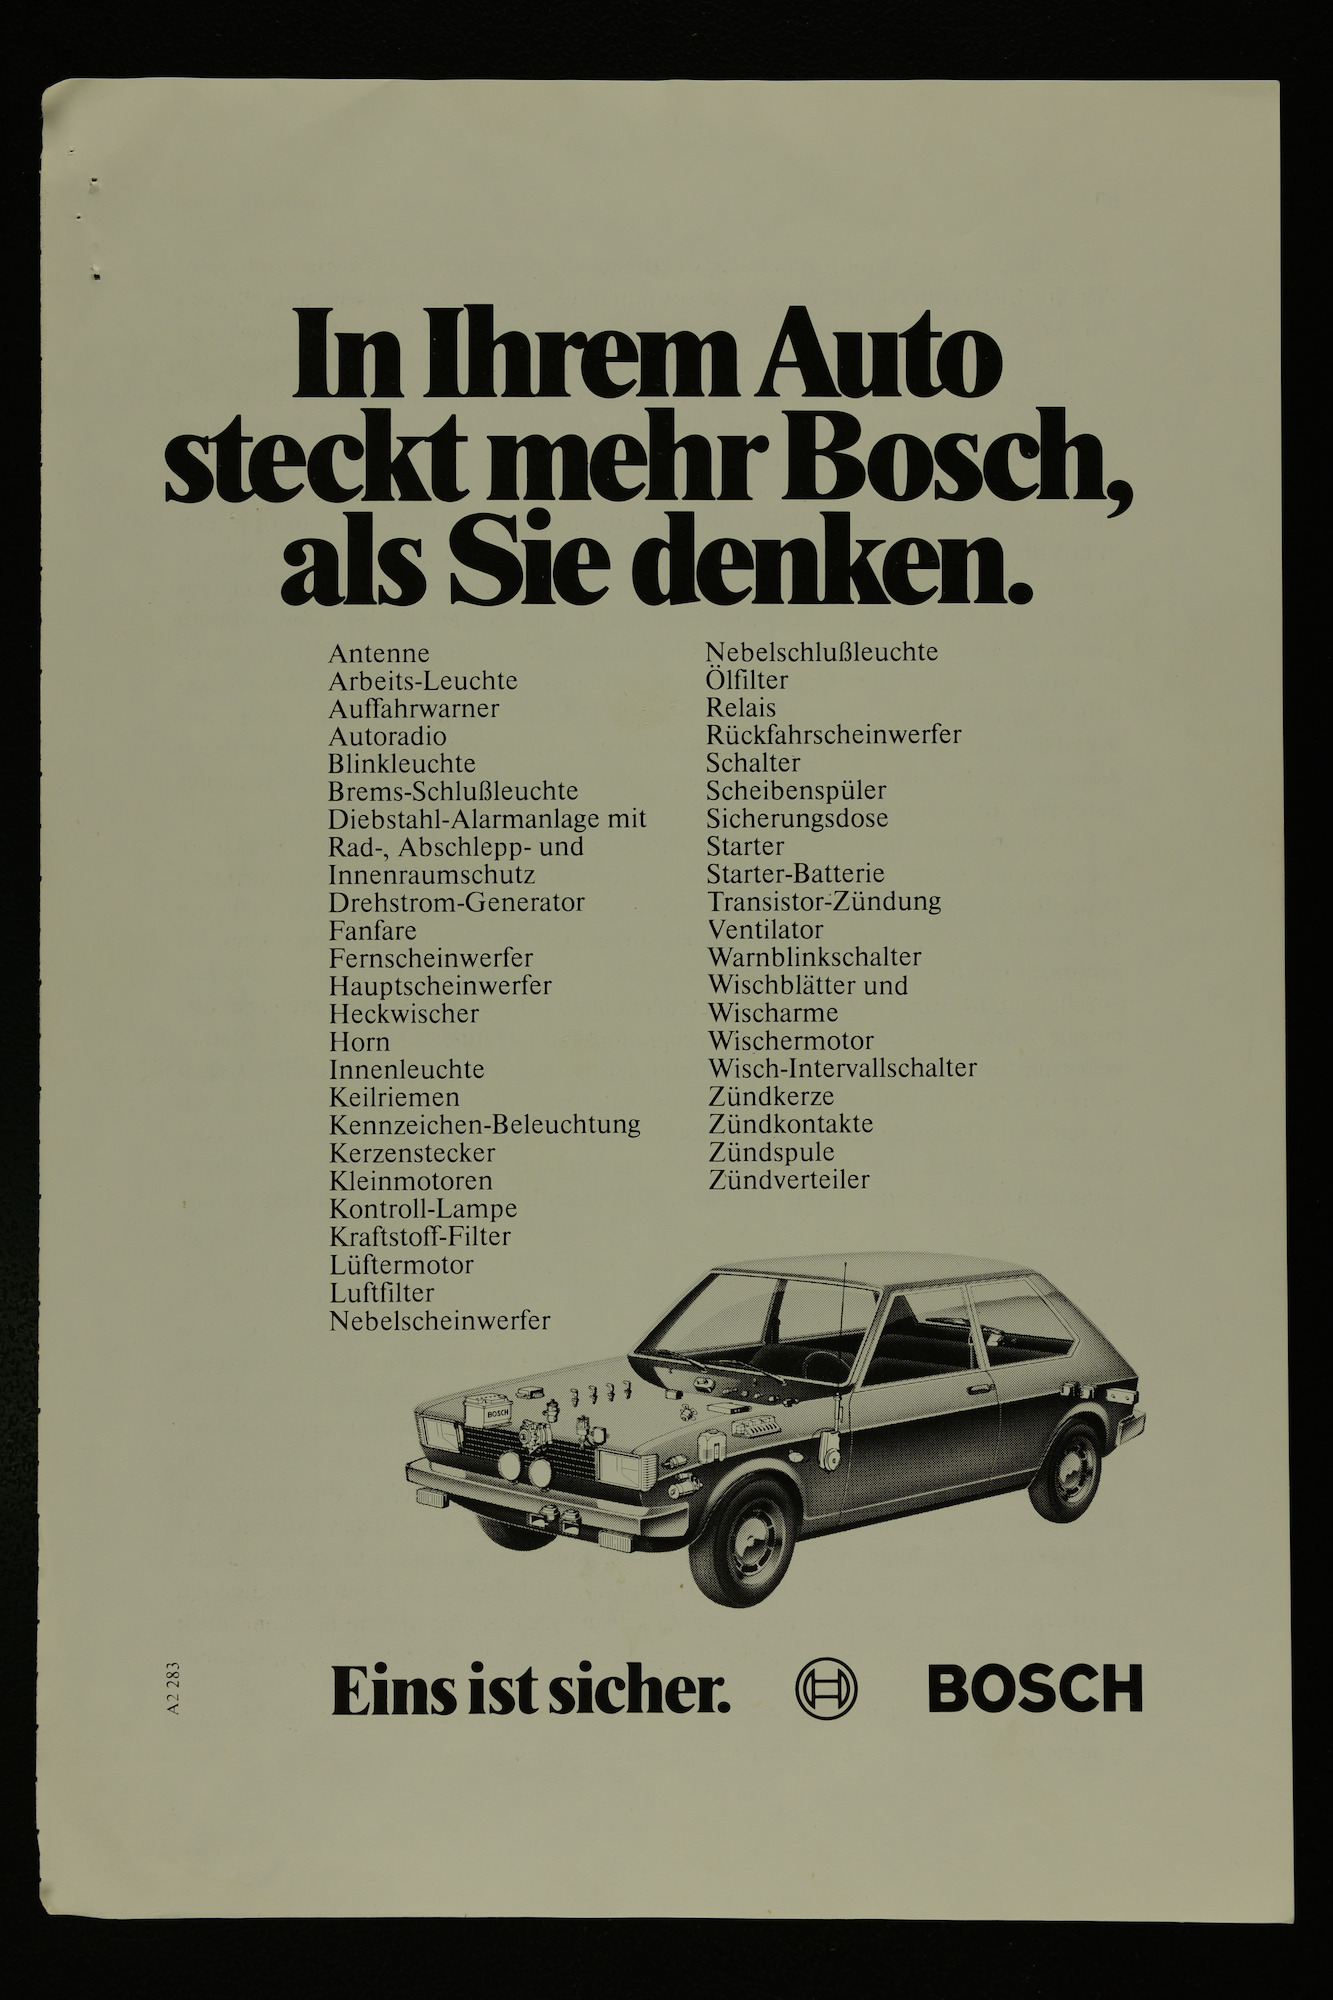 In Ihrem Auto
steckt mehr Bosch,
als Sie denken.
Antenne
Arbeits-Leuchte
Auffahrwarner
Autoradio
Blinkleuchte
Brems-Schlußleuchte
Diebstahl-Alarmanlage mit
Rad-, Abschlepp- und
Innenraumschutz
Drehstrom-Generator
Fanfare
Fernscheinwerfer
Hauptscheinwerfer
Heckwischer
Horn
Innenleuchte
Keilriemen
Kennzeichen-Beleuchtung
Kerzenstecker
Kleinmotoren
Kontroll-Lampe
Kraftstoff-Filter
Lüftermotor
Luftfilter
Nebelscheinwerfer
Nebelschlußleuchte
Ölfilter
Relais
Rückfahrscheinwerfer
Schalter
Scheibenspüler
Sicherungsdose
Starter
Starter-Batterie
Transistor-Zündung
Ventilator
Warnblinkschalter
Wischblätter und
Wischarme
Wischermotor
Wisch-Intervallschalter
Zündkerze
Zündkontakte
Zündspule
Zündverteiler
BOSCH
A2 283
Eins ist sicher.
BOSCH